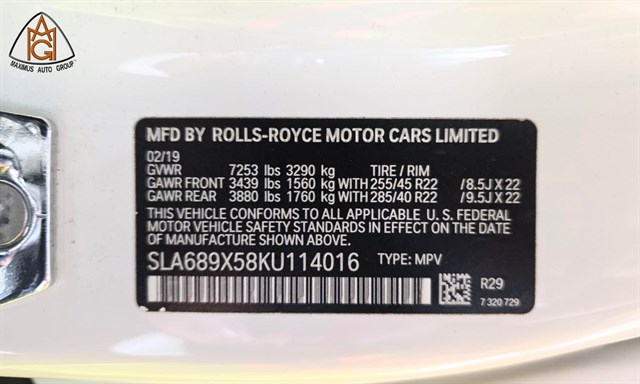 MAG
MAXIMUS AUTO GROUP
MFD BY ROLLS-ROYCE MOTOR CARS LIMITED
02/19
GVWR 7253 lbs 3290 kg TIRE / RIM
GAWR FRONT 3439 lbs 1560 kg WITH 255/45 R22 /8.5J X 22
GAWR REAR 3880 lbs 1760 kg WITH 285/40 R22 /9.5J X 22
THIS VEHICLE CONFORMS TO ALL APPLICABLE U. S. FEDERAL
MOTOR VEHICLE SAFETY STANDARDS IN EFFECT ON THE DATE
OF MANUFACTURE SHOWN ABOVE.
SLA689X58KU114016 TYPE: MPV
R29
7 320 729